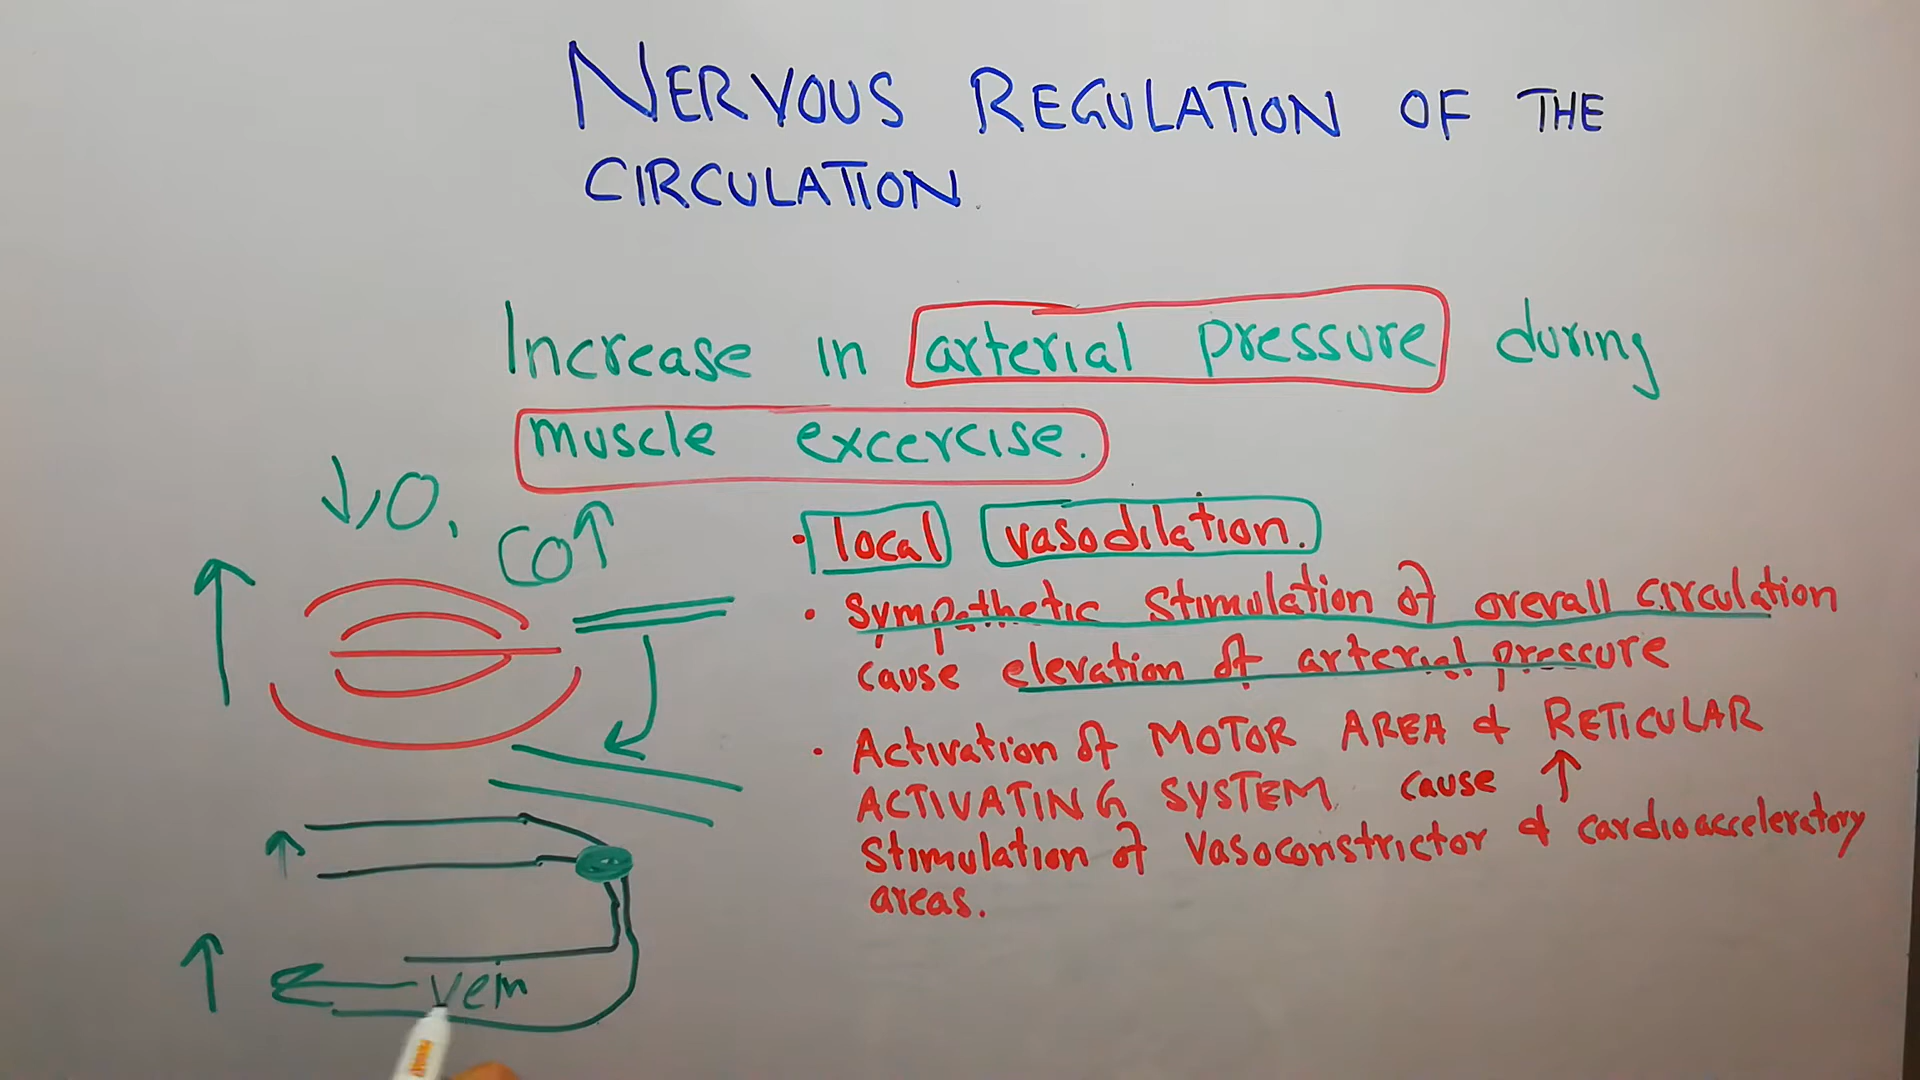 NERVOUS REGULATION OF THE
CIRCULATION.
Increase in arterial pressure during
muscle excercise.
↓O.
CO↑
• local vasodilation.
• Sympathetic stimulation of overall circulation
cause elevation of arterial pressure
• Activation of MOTOR AREA & RETICULAR
ACTIVATING SYSTEM cause ↑
stimulation of vasoconstrictor & cardioacceleratory
areas.
vein